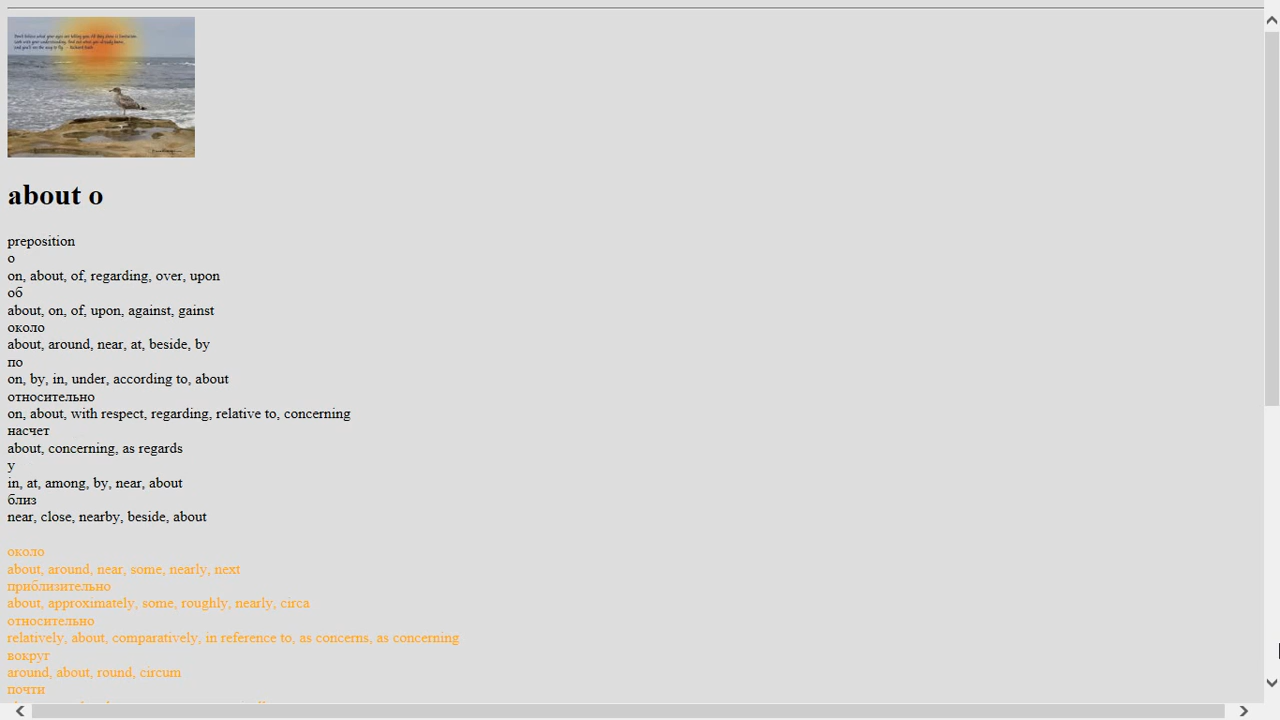 about о
preposition
о
on, about, of, regarding, over, upon
об
about, on, of, upon, against, gainst
около
about, around, near, at, beside, by
по
on, by, in, under, according to, about
относительно
on, about, with respect, regarding, relative to, concerning
насчет
about, concerning, as regards
у
in, at, among, by, near, about
близ
near, close, nearby, beside, about
около
about, around, near, some, nearly, next
приблизительно
about, approximately, some, roughly, nearly, circa
относительно
relatively, about, comparatively, in reference to, as concerns, as concerning
вокруг
around, about, round, circum
почти